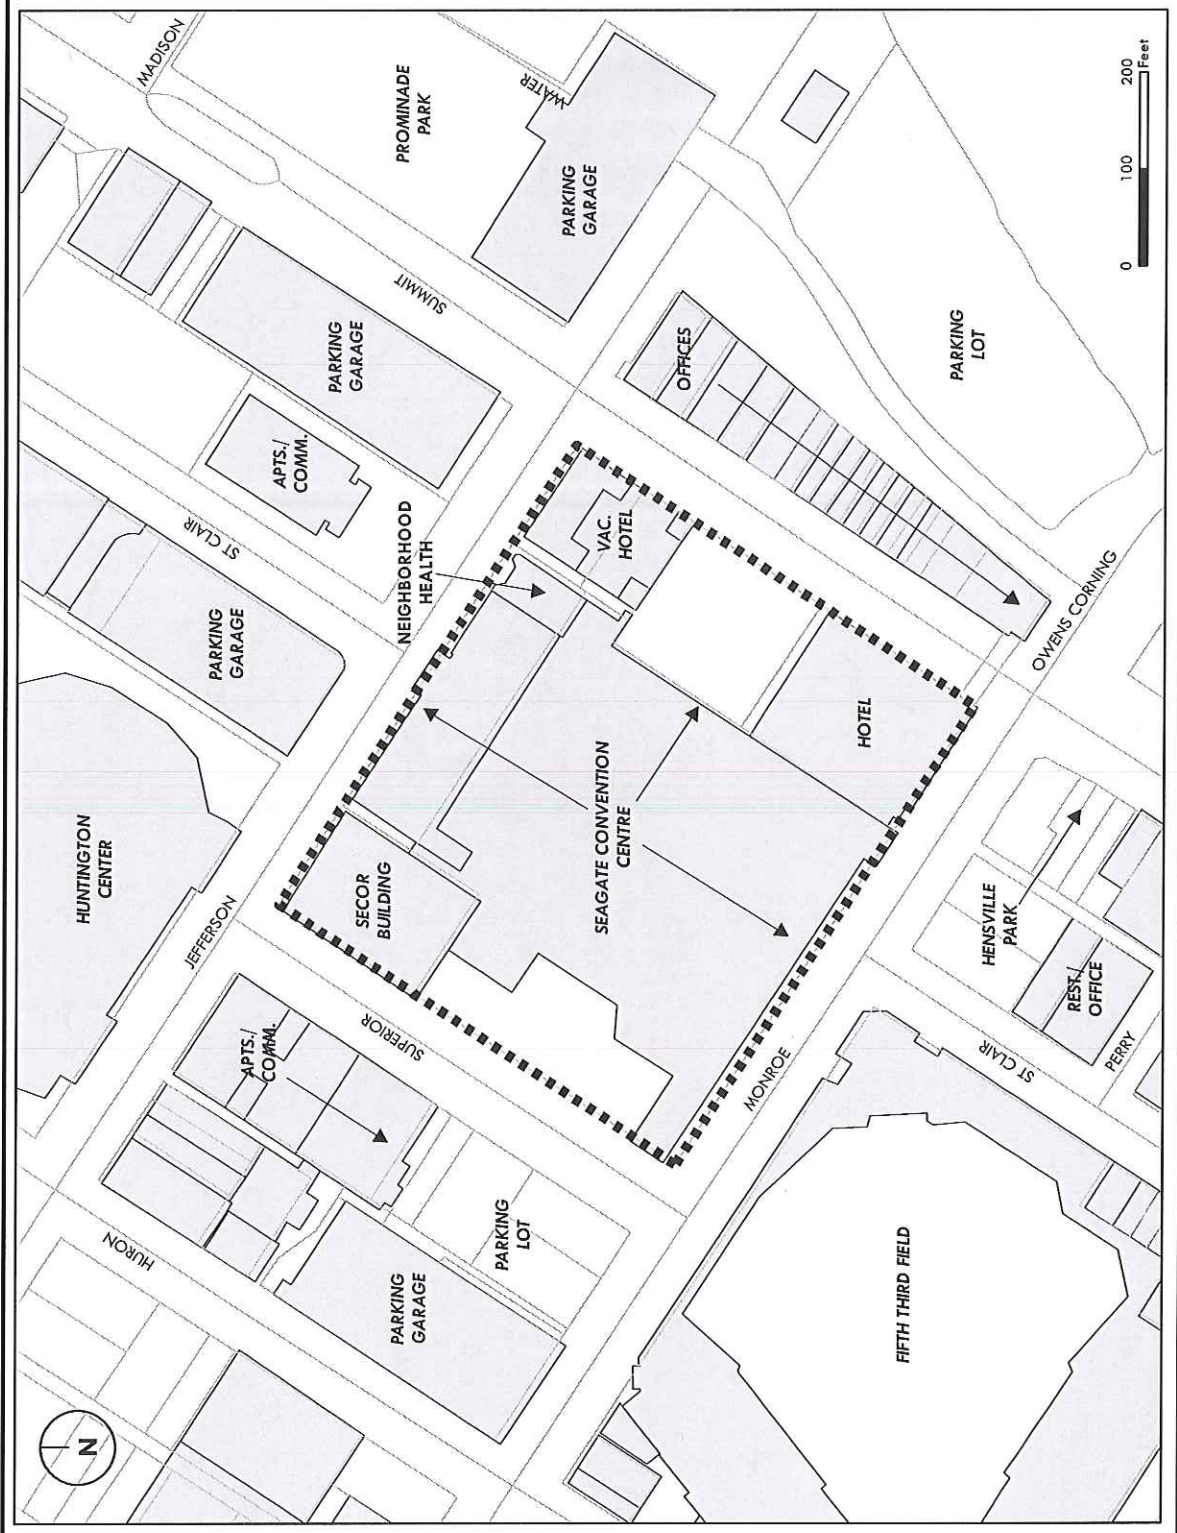 MADISON
PROMINADE
PARK
WATER
PARKING
GARAGE
0 100 200
Feet
SUMMIT
PARKING
GARAGE
OFFICES
PARKING
LOT
APTS./
COMM.
ST CLAIR
NEIGHBORHOOD
HEALTH
VAC.
HOTEL
PARKING
GARAGE
OWENS CORNING
HUNTINGTON
CENTER
HOTEL
SEAGATE CONVENTION
CENTRE
SECOR
BUILDING
JEFFERSON
HENSVILLE
PARK
REST./
OFFICE
APTS./
COMM.
SUPERIOR
MONROE
ST CLAIR
PERRY
HURON
PARKING
LOT
PARKING
GARAGE
FIFTH THIRD FIELD
N